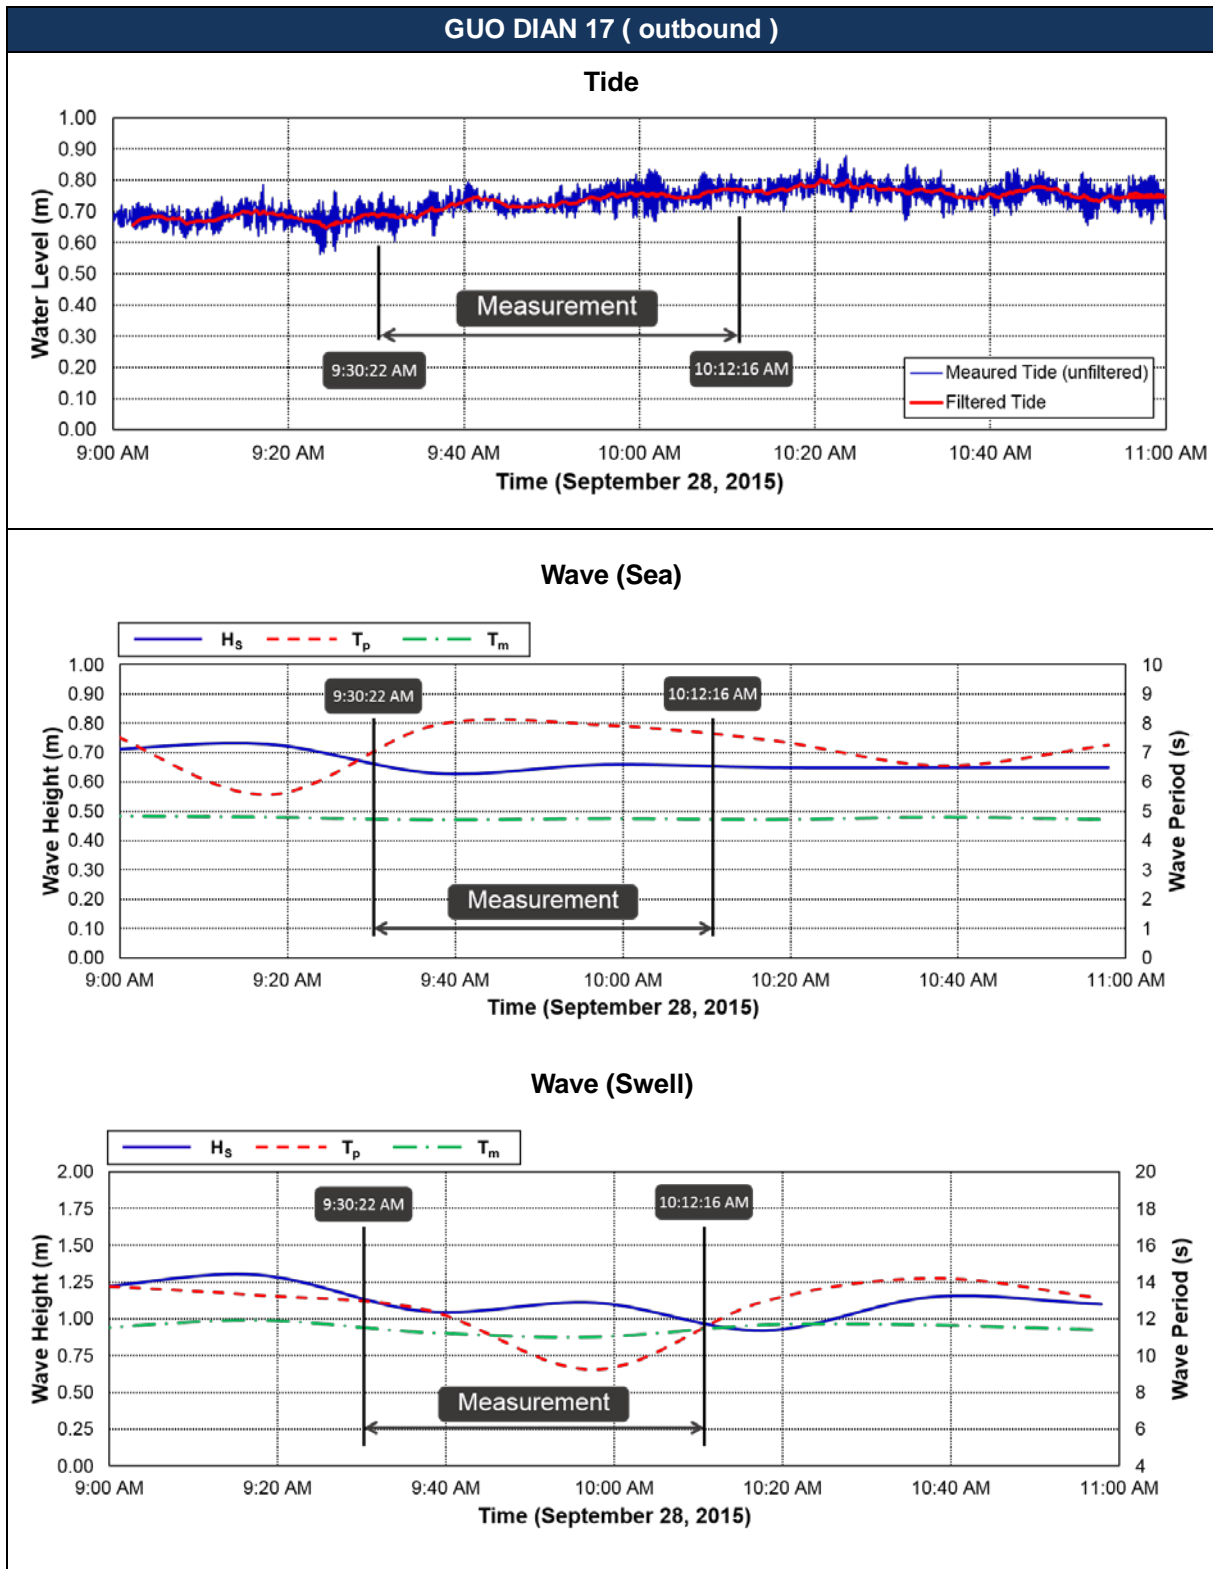 GUO DIAN 17 ( outbound )
Tide
1.00
0.90
0.80
0.70
0.60
0.50
0.40
0.30
0.20
0.10
0.00
Water Level (m)
Measurement
9:30:22 AM
10:12:16 AM
Meaured Tide (unfiltered)
Filtered Tide
9:00 AM 9:20 AM 9:40 AM 10:00 AM 10:20 AM 10:40 AM 11:00 AM
Time (September 28, 2015)
Wave (Sea)
HS Tp Tm
1.00
0.90
0.80
0.70
0.60
0.50
0.40
0.30
0.20
0.10
0.00
Wave Height (m)
9:30:22 AM
10:12:16 AM
Measurement
10
9
8
7
6
5
4
3
2
1
0
Wave Period (s)
9:00 AM 9:20 AM 9:40 AM 10:00 AM 10:20 AM 10:40 AM 11:00 AM
Time (September 28, 2015)
Wave (Swell)
HS Tp Tm
2.00
1.75
1.50
1.25
1.00
0.75
0.50
0.25
0.00
Wave Height (m)
9:30:22 AM
10:12:16 AM
Measurement
20
18
16
14
12
10
8
6
4
Wave Period (s)
9:00 AM 9:20 AM 9:40 AM 10:00 AM 10:20 AM 10:40 AM 11:00 AM
Time (September 28, 2015)